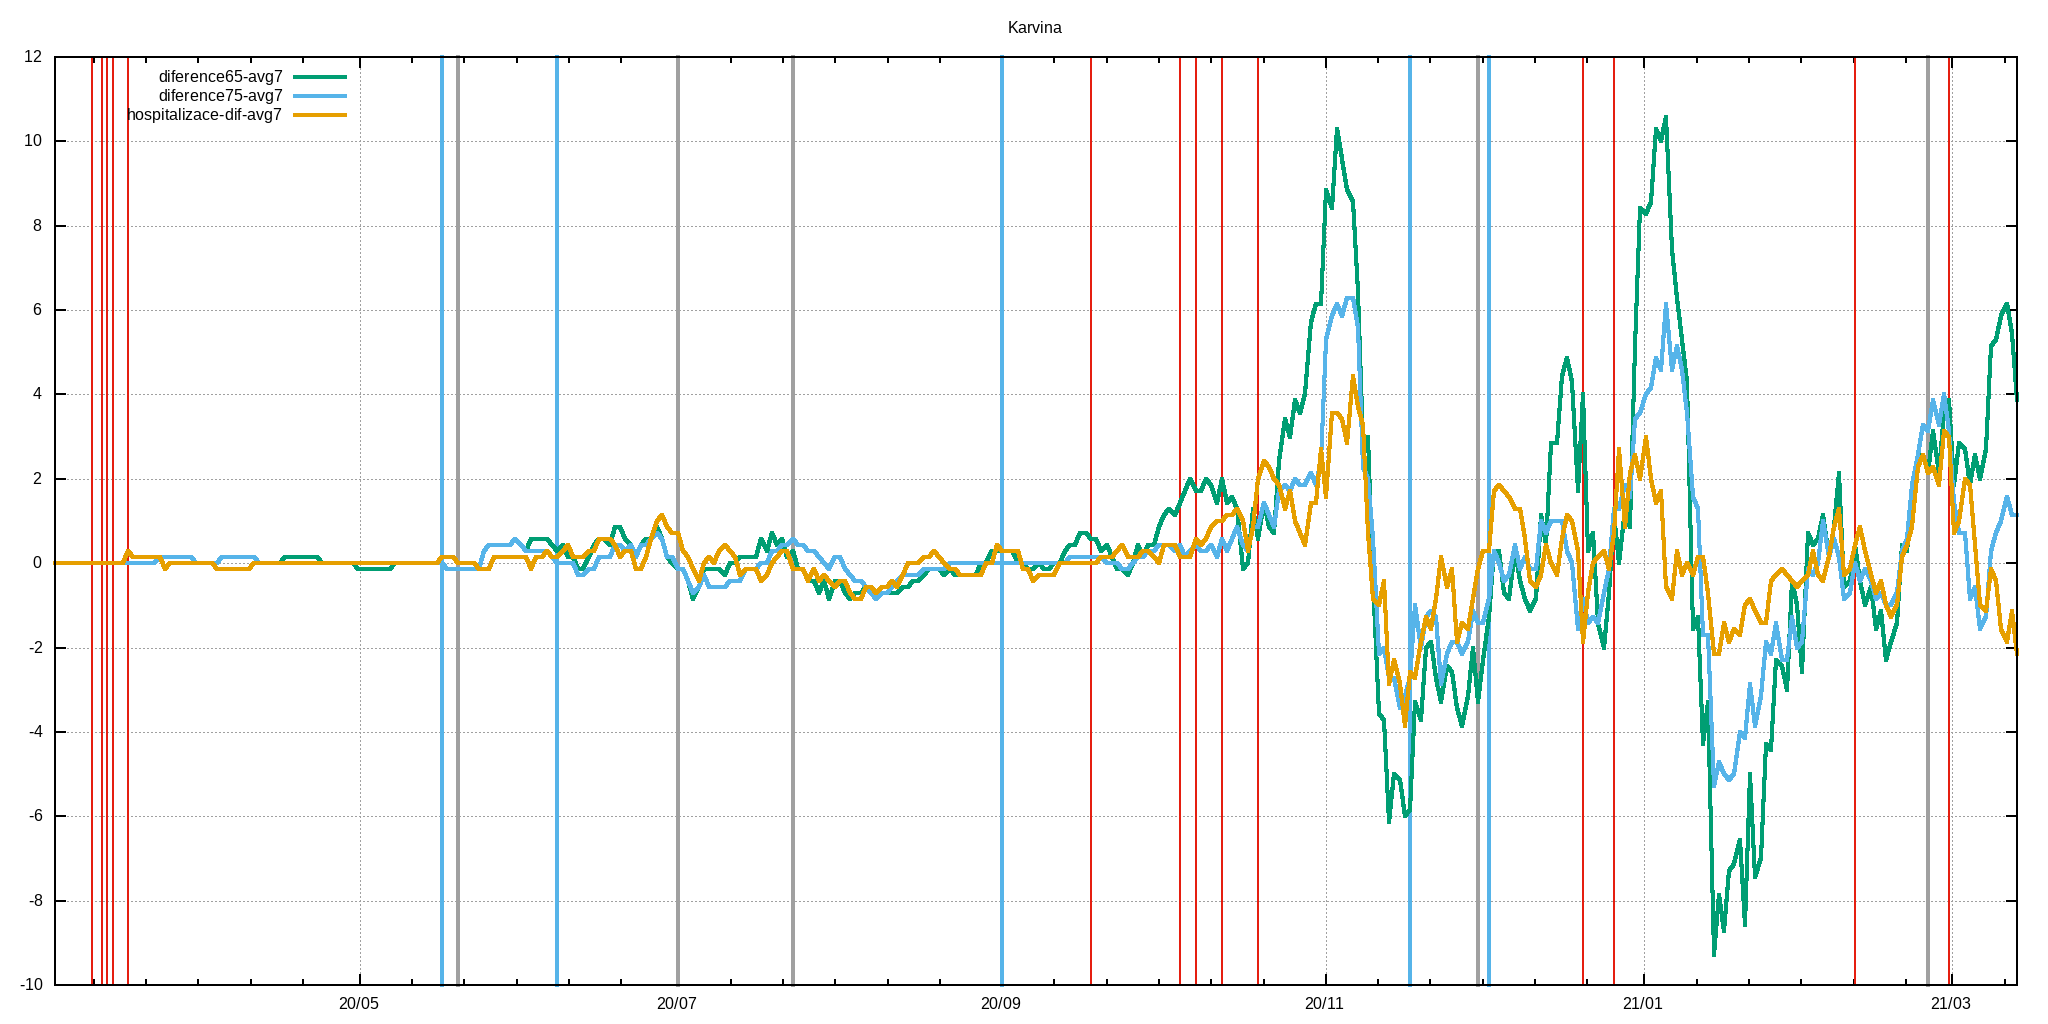 Karvina
12
diference65-avg7
diference75-avg7
hospitalizace-dif-avg7
10
8
6
4
2
0
-2
-4
-6
-8
-10
20/05 20/07 20/09 20/11 21/01 21/03